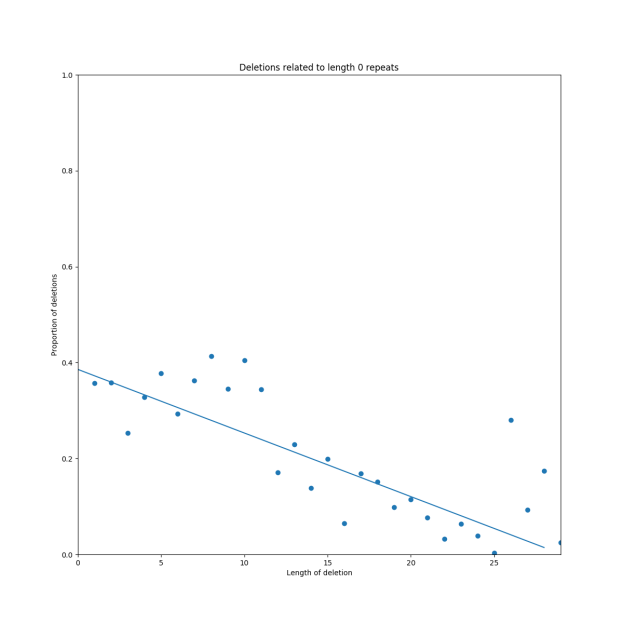 Deletions related to length 0 repeats
1.0
0.8
0.6
0.4
0.2
0.0
Proportion of deletions
0 5 10 15 20 25
Length of deletion